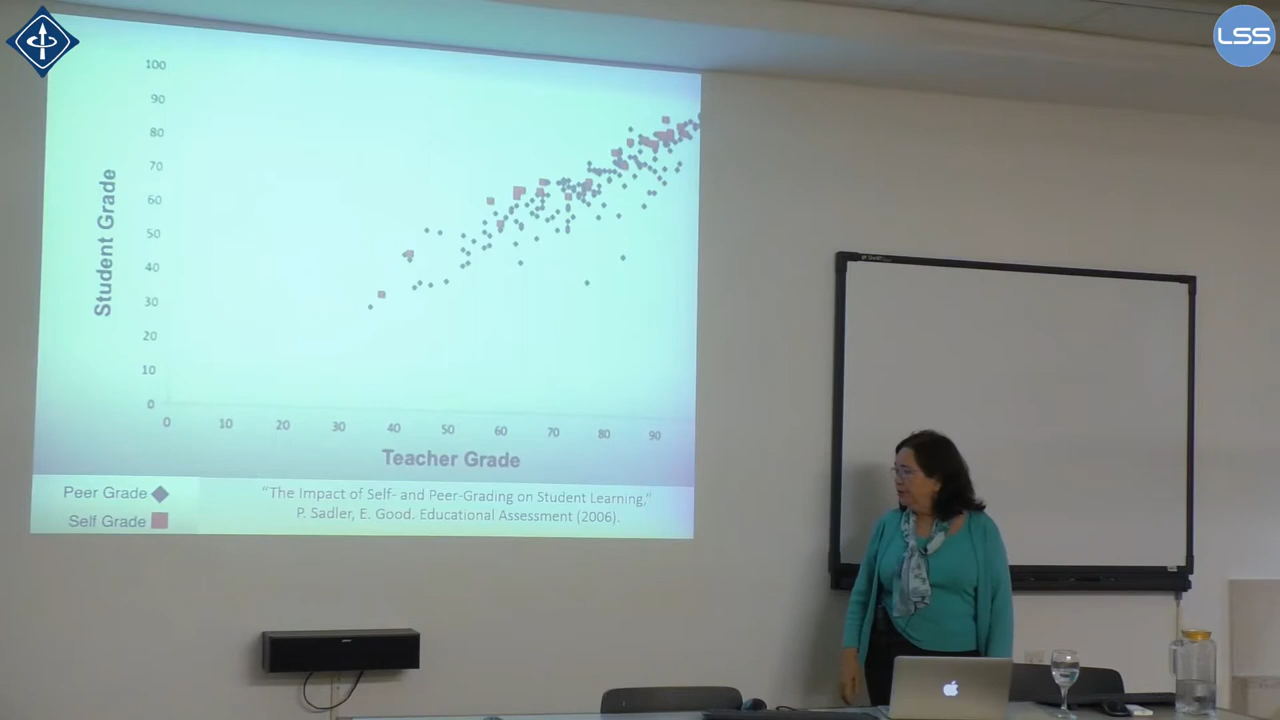 LSS
100
90
80
70
60
50
40
30
20
10
0
Student Grade
0 10 20 30 40 50 60 70 80 90
Teacher Grade
Peer Grade
Self Grade
"The Impact of Self- and Peer-Grading on Student Learning,"
P. Sadler, E. Good. Educational Assessment (2006).